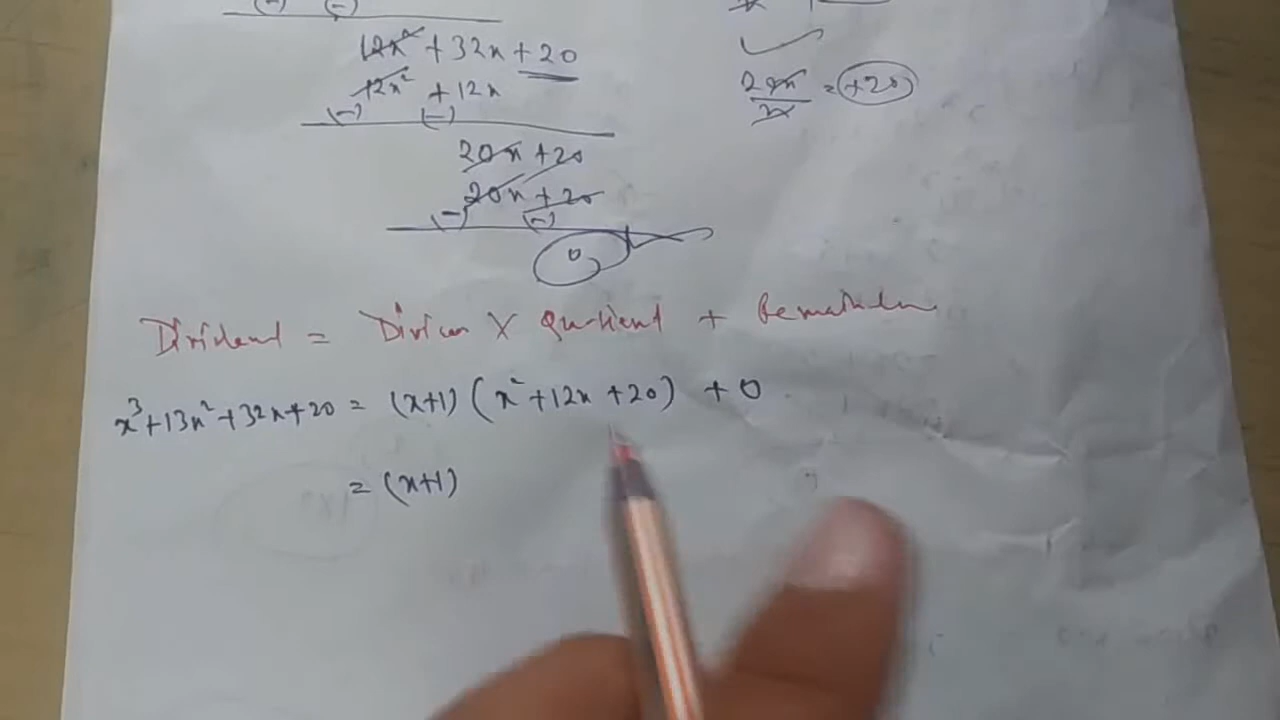 (-) (-)
12x² + 32x + 20
12x² + 12x
(-) (-)
20x/x = +20
20x + 20
20x + 20
(-) (-)
0
Dividend = Divisor X Quotient + Remainder
x³+13x²+32x+20 = (x+1) (x²+12x+20) + 0
= (x+1)